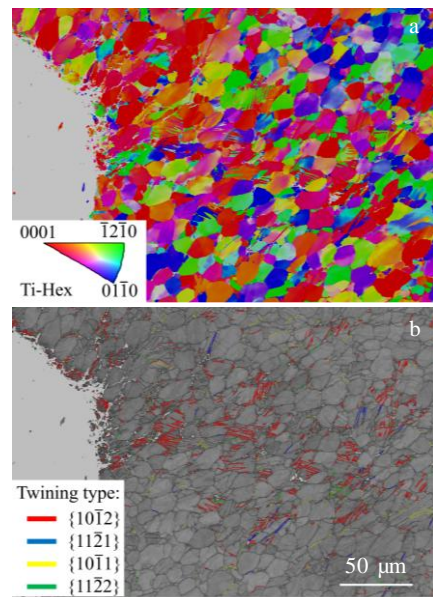 a
0001
1̄21̄0
Ti-Hex
011̄0
b
Twining type:
{101̄2}
{112̄1}
{101̄1}
{112̄2}
50 μm